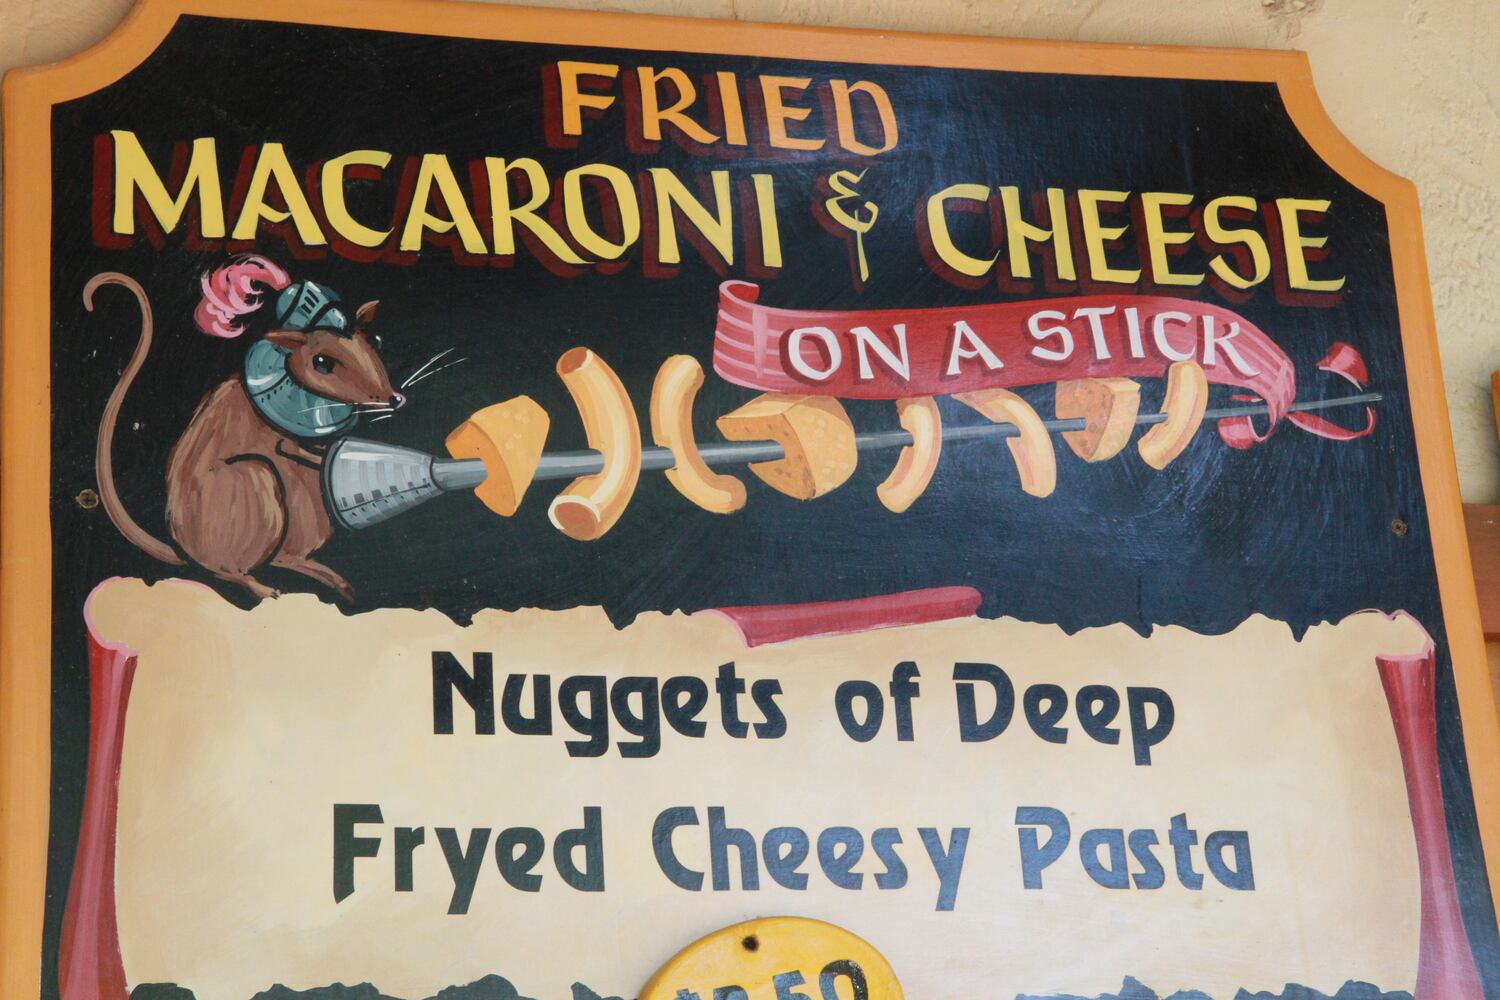 FRIED
MACARONI & CHEESE
ON A STICK
Nuggets of Deep
Fryed Cheesy Pasta